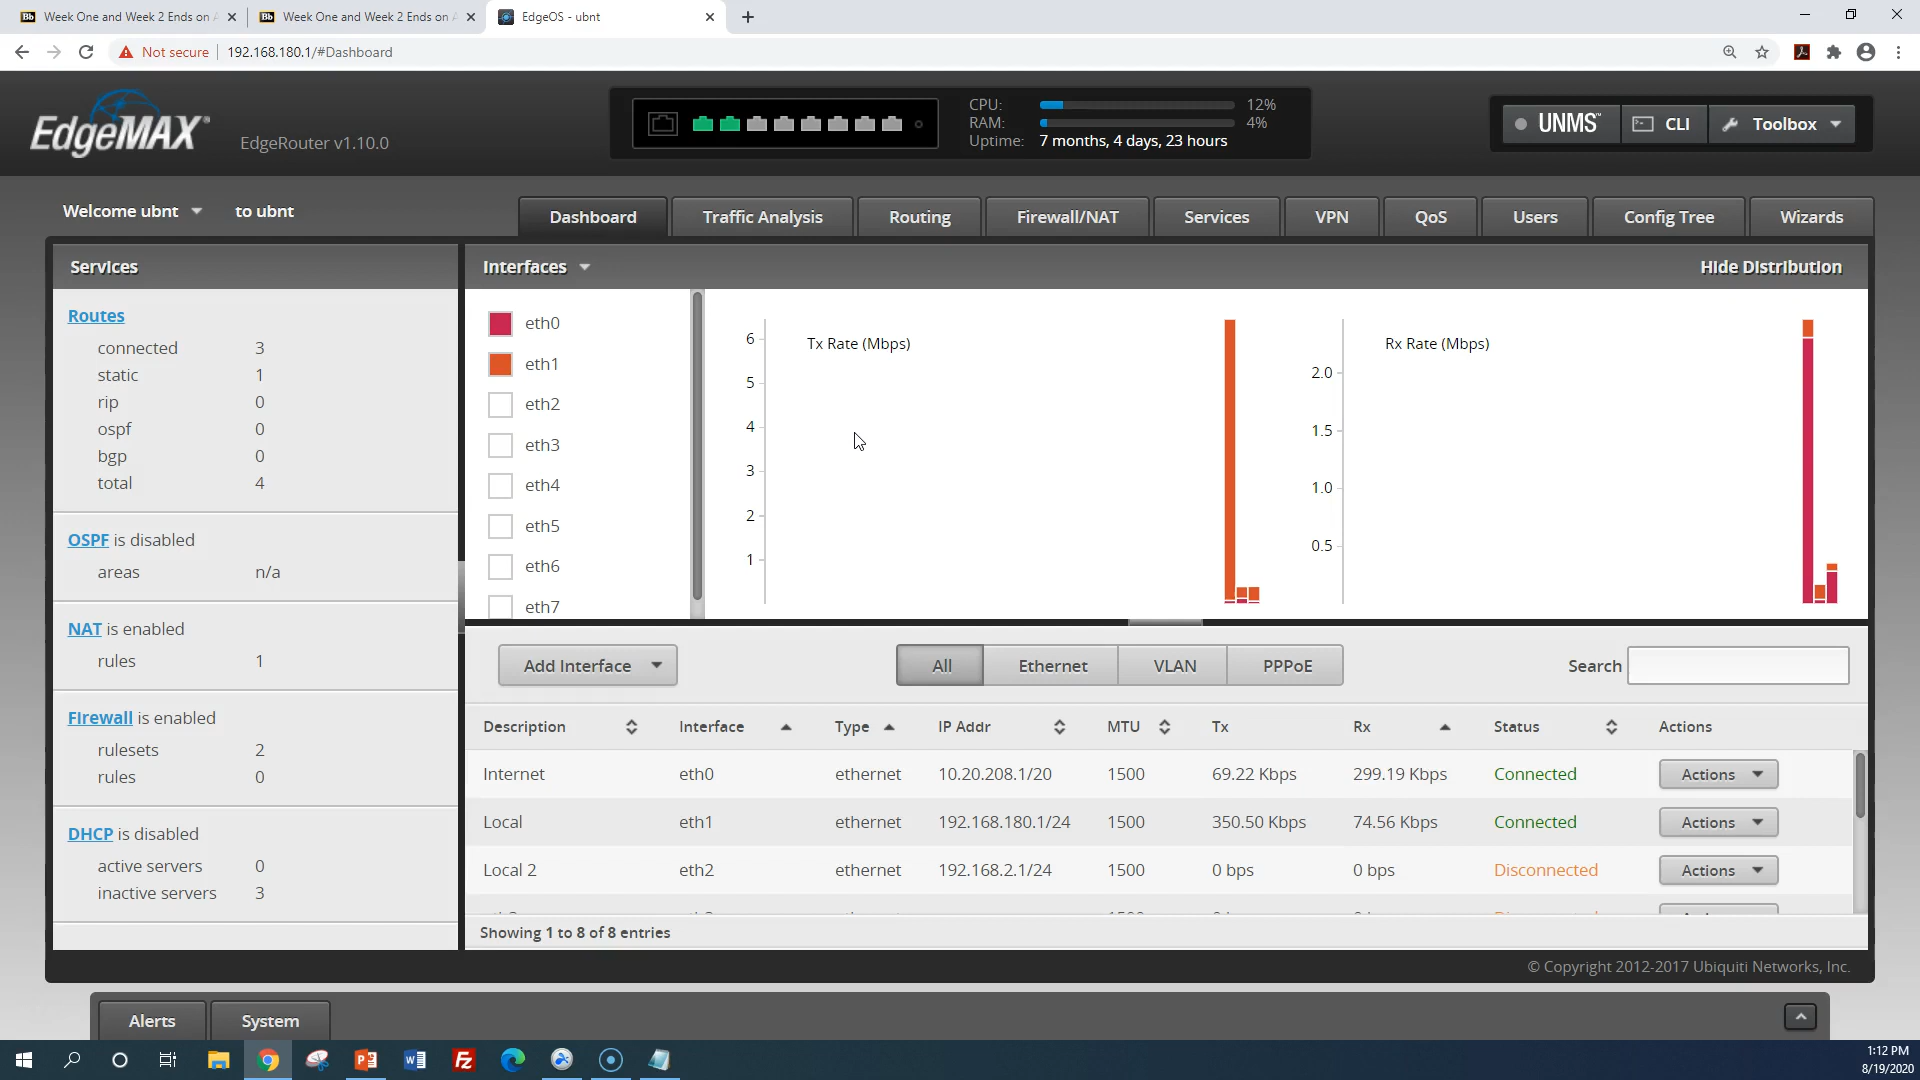 Week One and Week 2 Ends on
Week One and Week 2 Ends on
EdgeOS - ubnt
Not secure
192.168.180.1/#Dashboard
EdgeMAX
EdgeRouter v1.10.0
CPU: 12%
RAM: 4%
Uptime: 7 months, 4 days, 23 hours
UNMS
CLI
Toolbox
Welcome ubnt
to ubnt
Dashboard
Traffic Analysis
Routing
Firewall/NAT
Services
VPN
QoS
Users
Config Tree
Wizards
Services
Routes
connected 3
static 1
rip 0
ospf 0
bgp 0
total 4
OSPF is disabled
areas n/a
NAT is enabled
rules 1
Firewall is enabled
rulesets 2
rules 0
DHCP is disabled
active servers 0
inactive servers 3
Interfaces
Hide Distribution
eth0
eth1
eth2
eth3
eth4
eth5
eth6
eth7
Tx Rate (Mbps)
6
5
4
3
2
1
Rx Rate (Mbps)
2.0
1.5
1.0
0.5
Add Interface
All
Ethernet
VLAN
PPPoE
Search
Description Interface Type IP Addr MTU Tx Rx Status Actions
Internet eth0 ethernet 10.20.208.1/20 1500 69.22 Kbps 299.19 Kbps Connected Actions
Local eth1 ethernet 192.168.180.1/24 1500 350.50 Kbps 74.56 Kbps Connected Actions
Local 2 eth2 ethernet 192.168.2.1/24 1500 0 bps 0 bps Disconnected Actions
Showing 1 to 8 of 8 entries
© Copyright 2012-2017 Ubiquiti Networks, Inc.
Alerts
System
1:12 PM
8/19/2020